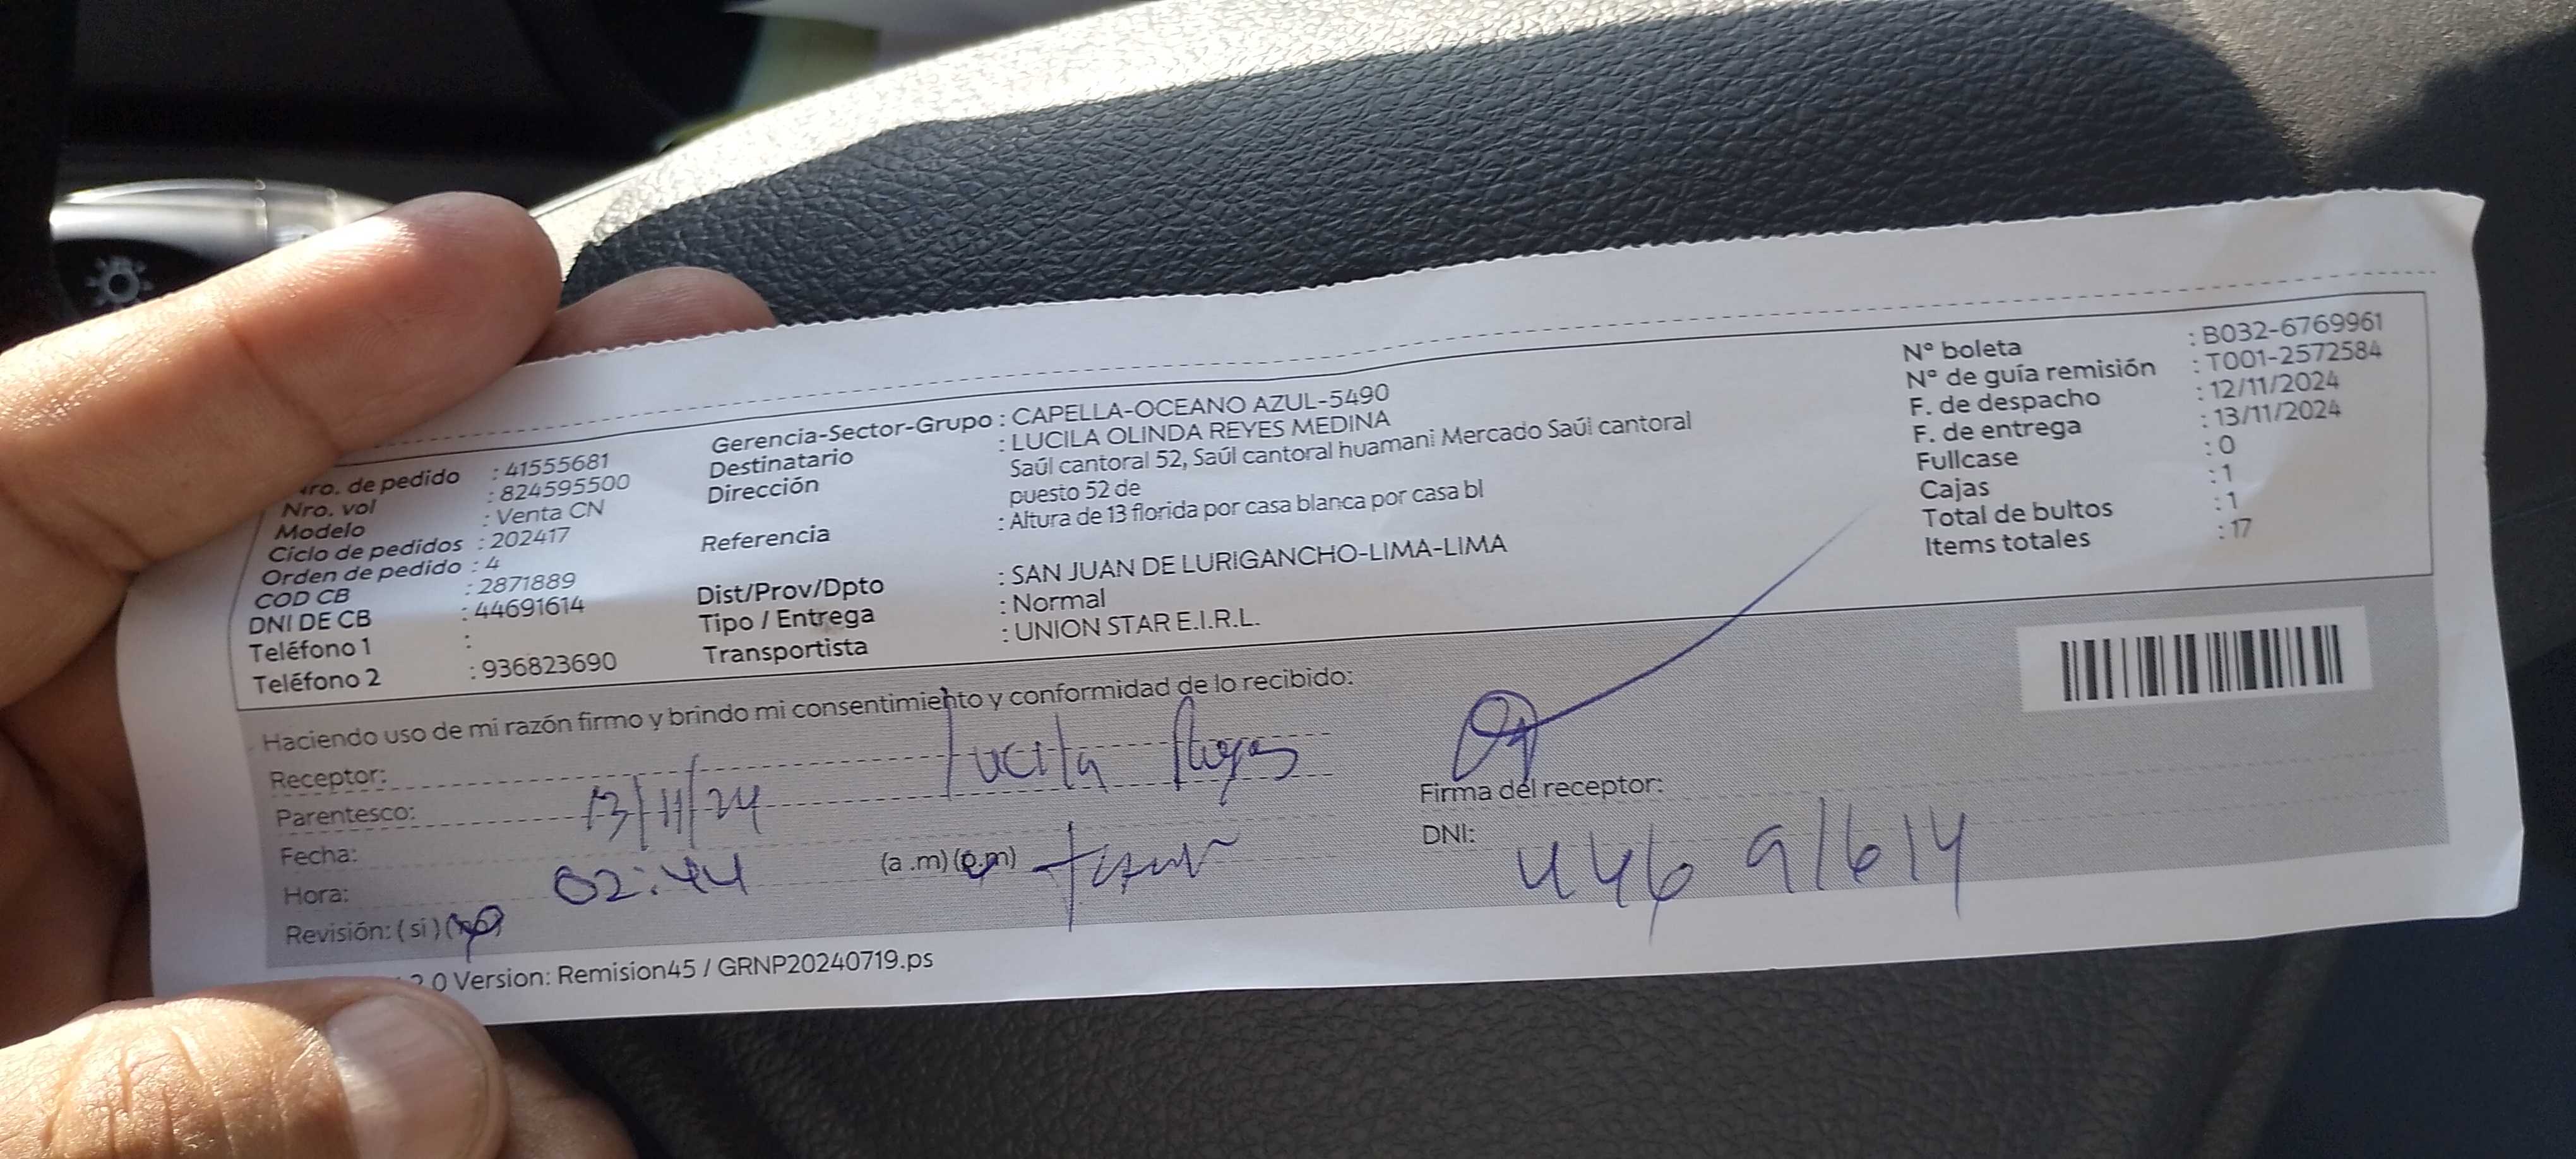 Nro. de pedido : 41555681
Nro. vol : 824595500
Modelo : Venta CN
Ciclo de pedidos : 202417
Orden de pedido : 4
COD CB : 2871889
DNI DE CB : 44691614
Teléfono 1 :
Teléfono 2 : 936823690
Gerencia-Sector-Grupo : CAPELLA-OCEANO AZUL-5490
Destinatario : LUCILA OLINDA REYES MEDINA
Dirección Saúl cantoral 52, Saúl cantoral huamani Mercado Saúl cantoral
puesto 52 de
Referencia : Altura de 13 florida por casa blanca por casa bl
Dist/Prov/Dpto : SAN JUAN DE LURIGANCHO-LIMA-LIMA
Tipo / Entrega : Normal
Transportista : UNION STAR E.I.R.L.
N° boleta : B032-6769961
N° de guía remisión : T001-2572584
F. de despacho : 12/11/2024
F. de entrega : 13/11/2024
Fullcase : 0
Cajas : 1
Total de bultos : 1
Items totales : 17
Haciendo uso de mi razón firmo y brindo mi consentimiento y conformidad de lo recibido:
Receptor: Lucila Reyes
Parentesco:
Fecha: 13/11/24
Hora: 02:44 (a.m) (p.m)
Revisión: (si) (no)
Firma del receptor:
DNI: 44691614
2.0 Version: Remision45 / GRNP20240719.ps